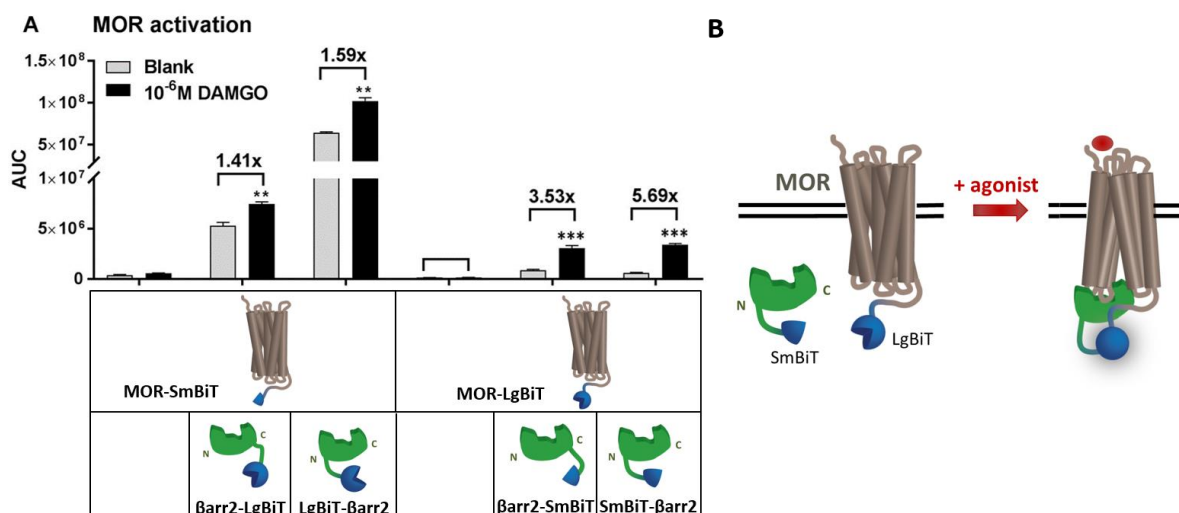 A MOR activation
1.5×10⁸
1×10⁸
5×10⁷
1×10⁷
5×10⁶
0
AUC
Blank
10⁻⁶M DAMGO
1.41x
**
1.59x
**
3.53x
***
5.69x
***
MOR-SmBiT
MOR-LgBiT
N C
βarr2-LgBiT
N C
LgBiT-βarr2
N C
βarr2-SmBiT
N C
SmBiT-βarr2
B
MOR
+ agonist
N C
SmBiT
LgBiT